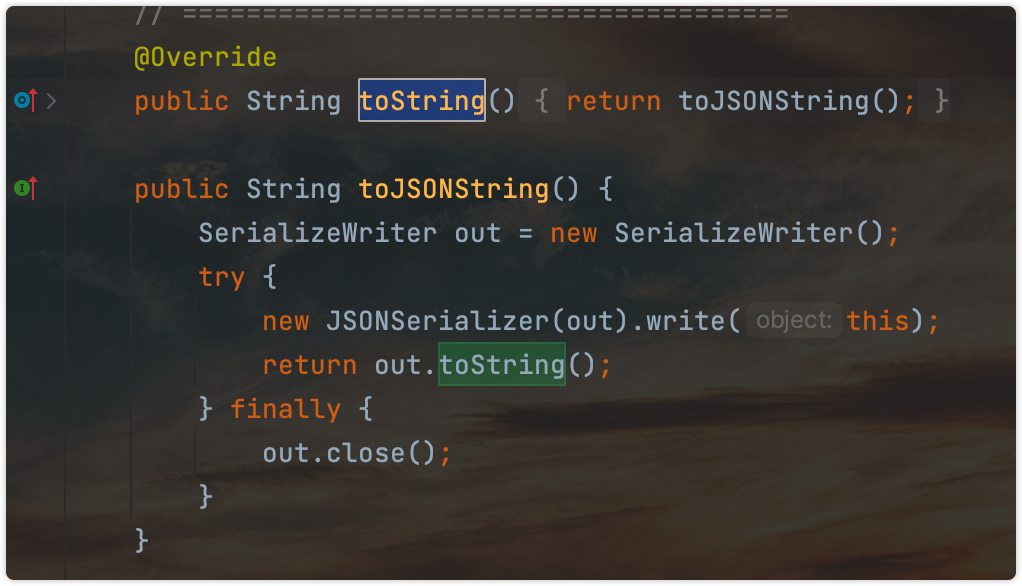 // ======================================
@Override
public String toString() { return toJSONString(); }
public String toJSONString() {
SerializeWriter out = new SerializeWriter();
try {
new JSONSerializer(out).write( object: this);
return out.toString();
} finally {
out.close();
}
}